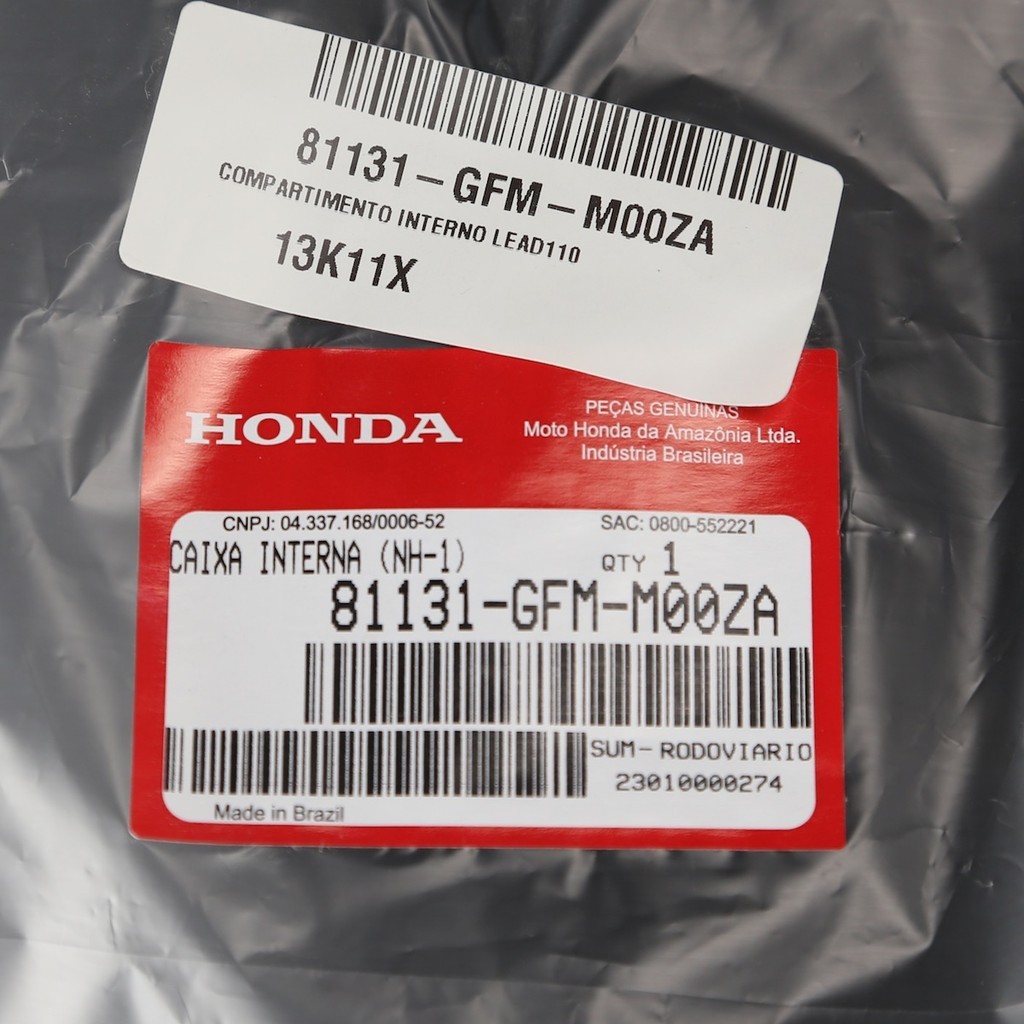 81131-GFM-M00ZA
COMPARTIMENTO INTERNO LEAD110
13K11X
HONDA
PEÇAS GENUÍNAS
Moto Honda da Amazônia Ltda.
Indústria Brasileira
CNPJ: 04.337.168/0006-52
SAC: 0800-552221
CAIXA INTERNA (NH-1)
QTY 1
81131-GFM-M00ZA
SUM-RODOVIARIO
23010000274
Made in Brazil